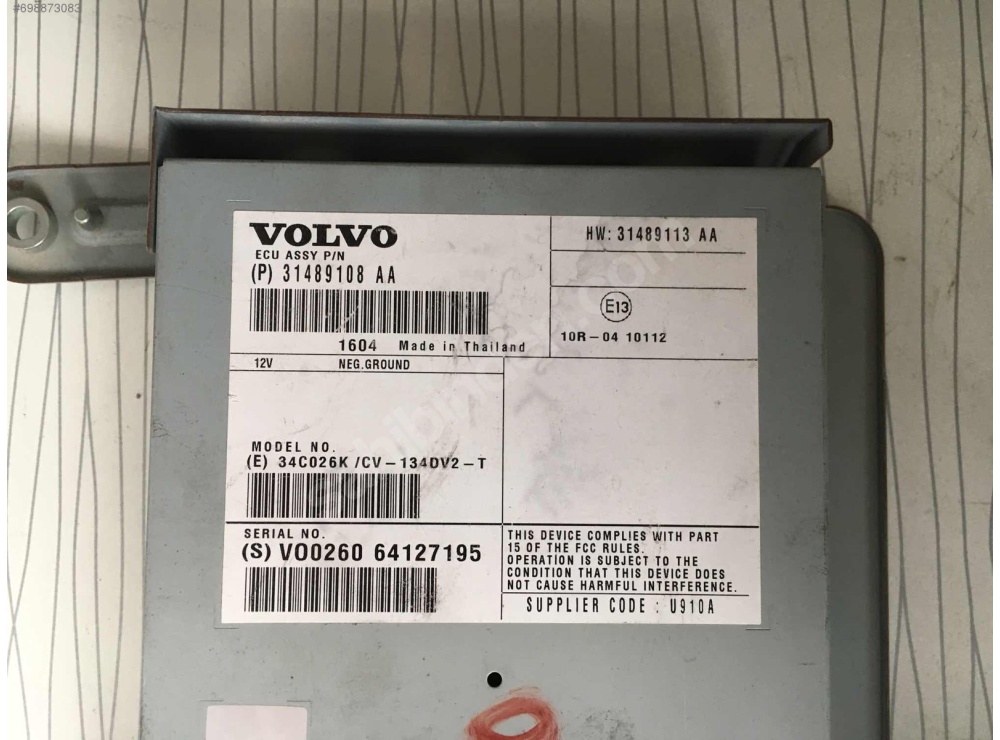 #698873083
VOLVO
ECU ASSY P/N
(P) 31489108 AA
1604 Made in Thailand
HW: 31489113 AA
E13
10R-04 10112
12V NEG.GROUND
MODEL NO.
(E) 34C026K /CV-134DV2-T
SERIAL NO.
(S) VO0260 64127195
THIS DEVICE COMPLIES WITH PART
15 OF THE FCC RULES.
OPERATION IS SUBJECT TO THE
CONDITION THAT THIS DEVICE DOES
NOT CAUSE HARMFUL INTERFERENCE.
SUPPLIER CODE : U910A